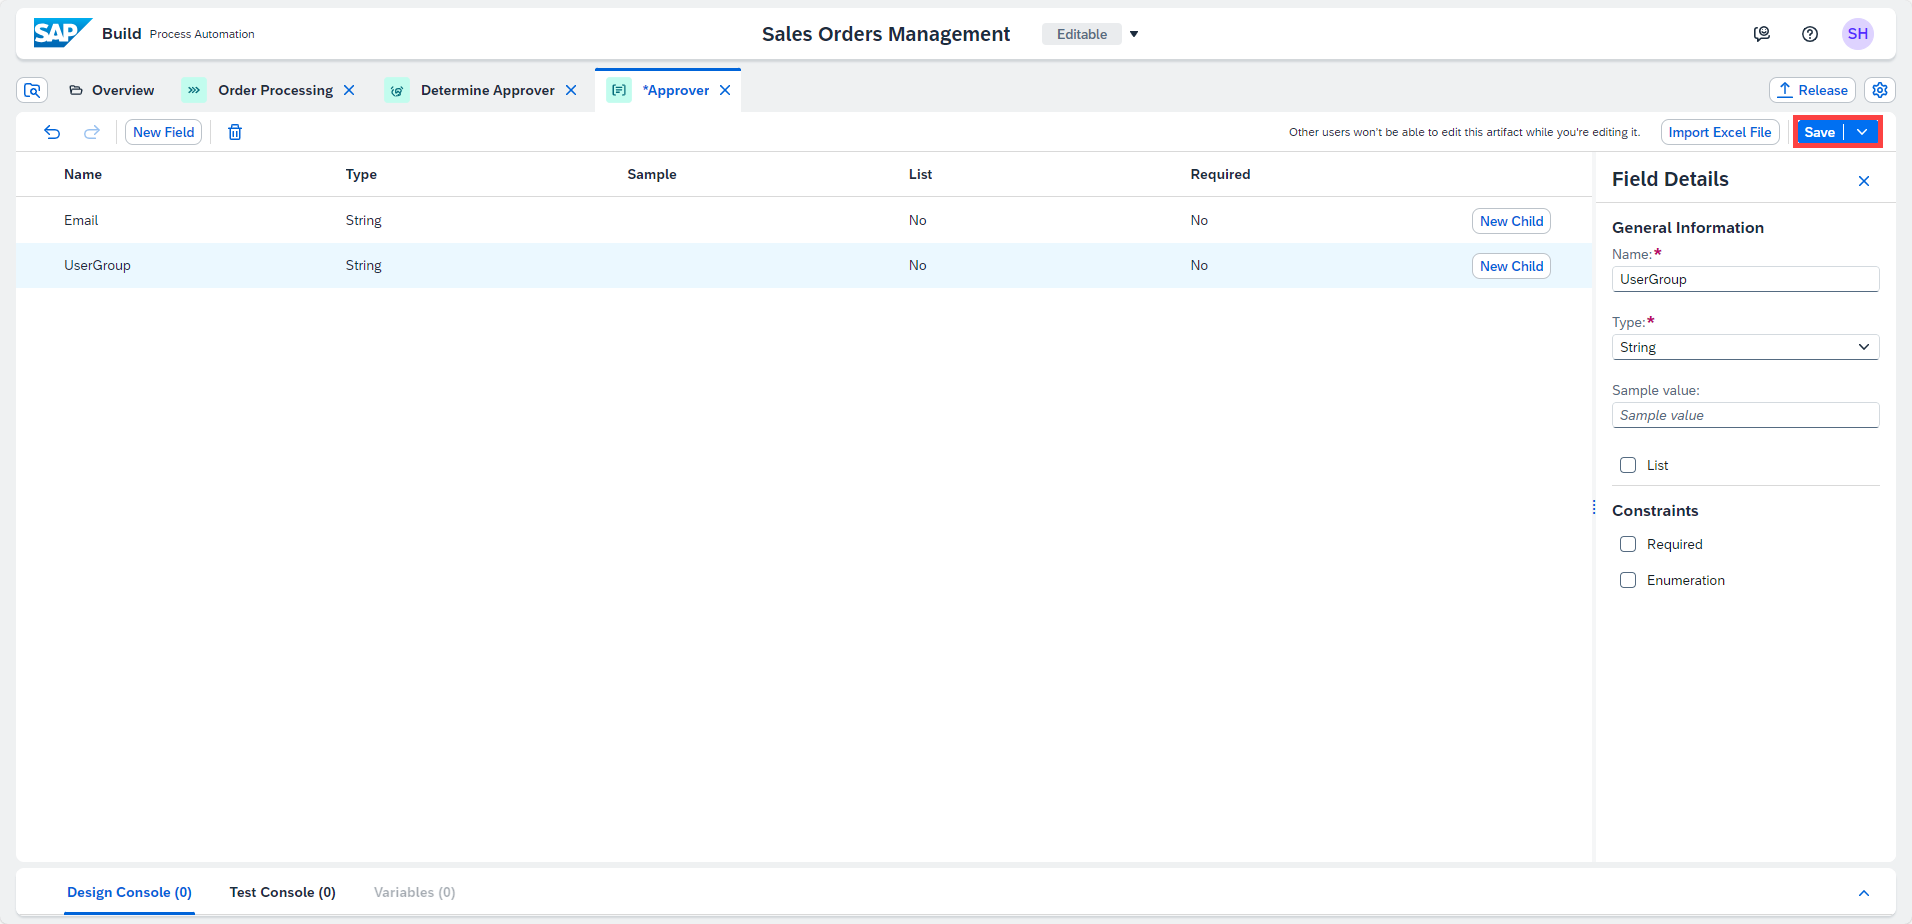 SAP Build Process Automation
Sales Orders Management
Editable
SH
Overview
Order Processing
Determine Approver
*Approver
Release
New Field
Other users won't be able to edit this artifact while you're editing it.
Import Excel File
Save
Name Type Sample List Required
Email String No No New Child
UserGroup String No No New Child
Field Details
General Information
Name:*
UserGroup
Type:*
String
Sample value:
Sample value
List
Constraints
Required
Enumeration
Design Console (0) Test Console (0) Variables (0)